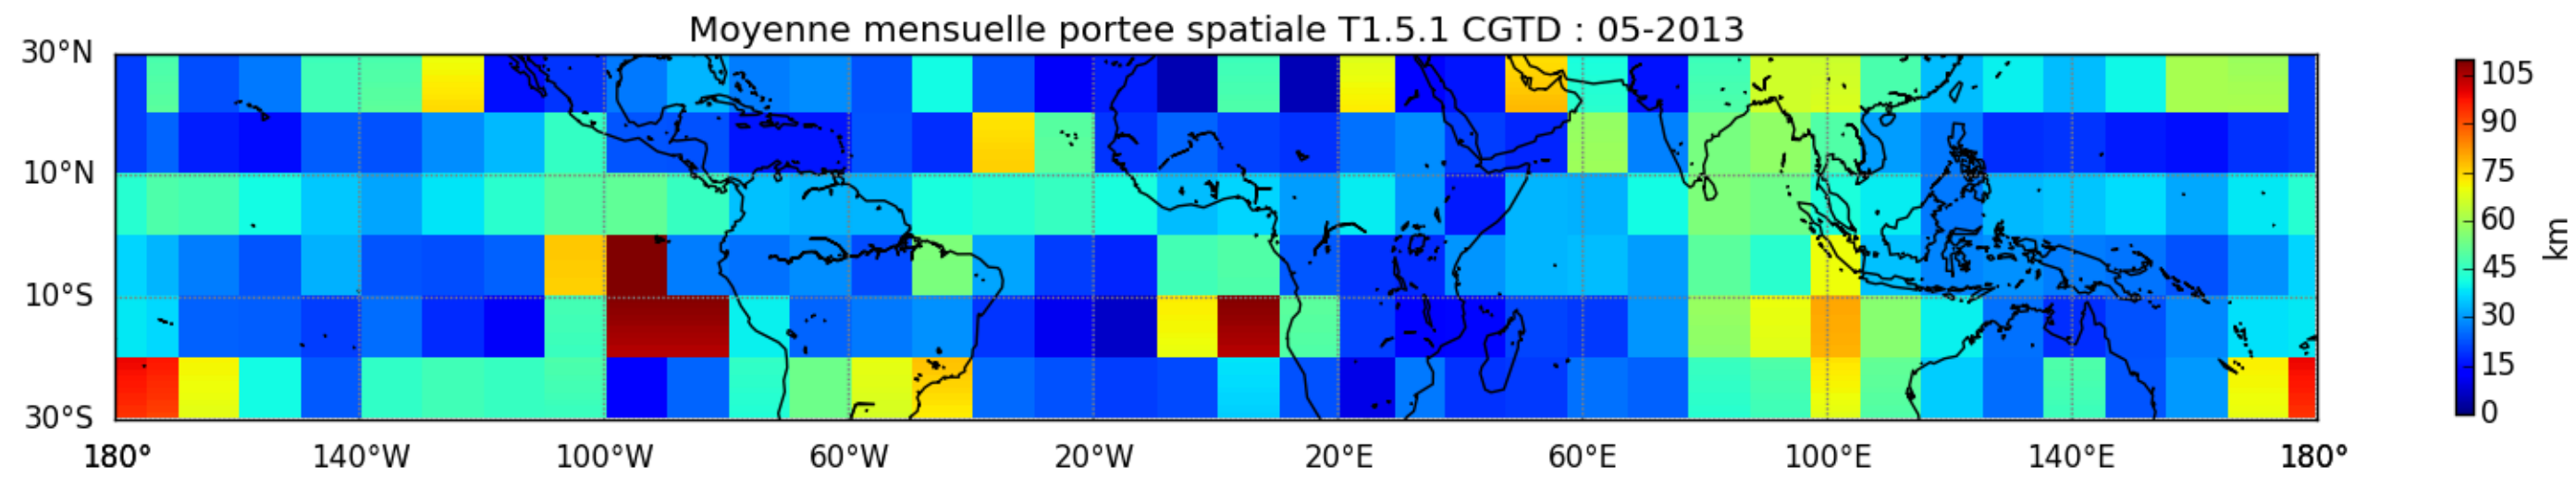 Moyenne mensuelle portee spatiale T1.5.1 CGTD : 05-2013
30°N
10°N
10°S
30°S
180° 140°W 100°W 60°W 20°W 20°E 60°E 100°E 140°E 180°
105
90
75
60
45
30
15
0
km